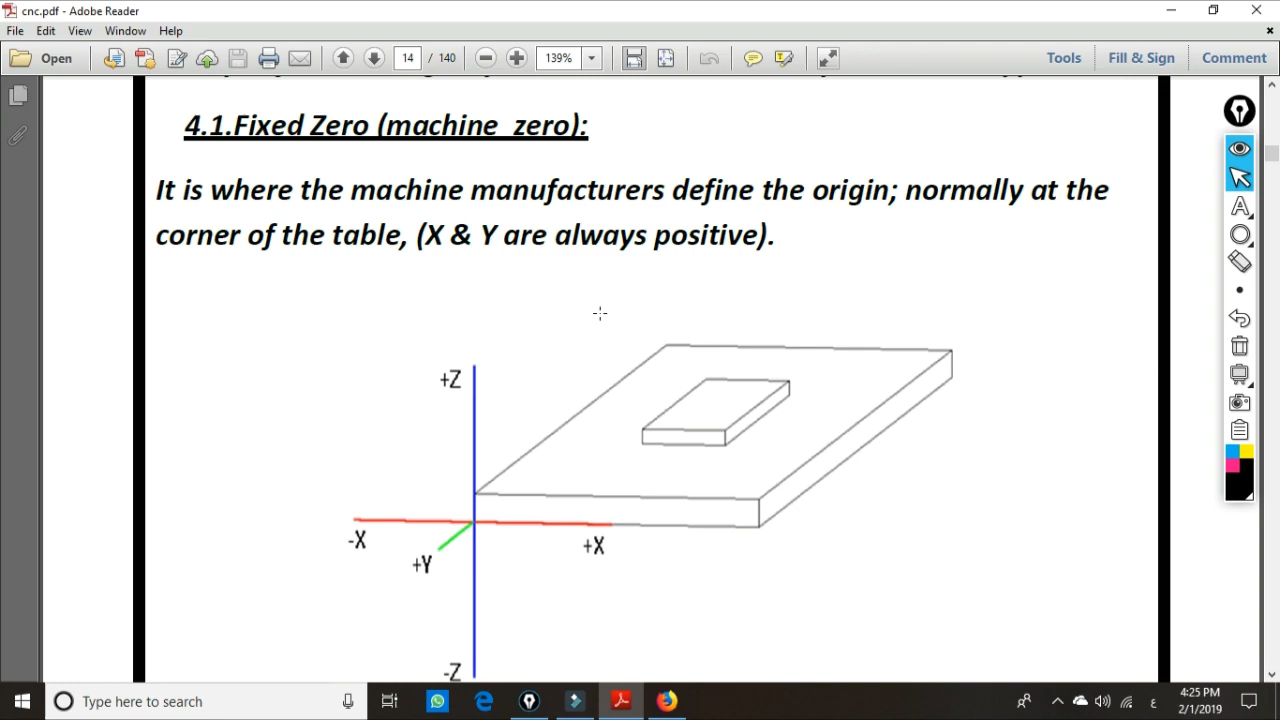 cnc.pdf - Adobe Reader
File Edit View Window Help
Open 14 / 140 139% Tools Fill & Sign Comment
4.1.Fixed Zero (machine zero):
It is where the machine manufacturers define the origin; normally at the
corner of the table, (X & Y are always positive).
+Z
-X
+X
+Y
-Z
Type here to search
ع
4:25 PM
2/1/2019